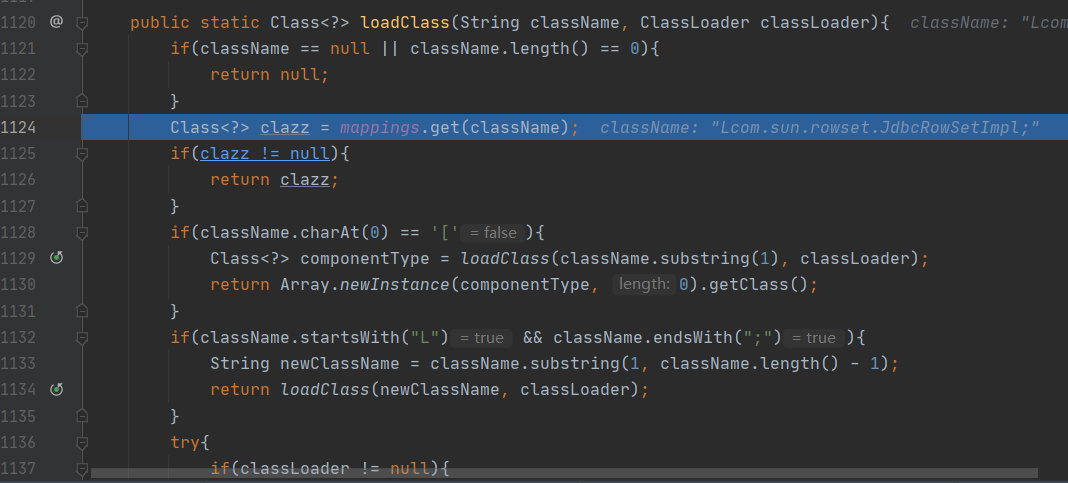 1120 @ public static Class<?> loadClass(String className, ClassLoader classLoader){ className: "Lcom
1121 if(className == null || className.length() == 0){
1122 return null;
1123 }
1124 Class<?> clazz = mappings.get(className); className: "Lcom.sun.rowset.JdbcRowSetImpl;"
1125 if(clazz != null){
1126 return clazz;
1127 }
1128 if(className.charAt(0) == '[' = false ){
1129 Class<?> componentType = loadClass(className.substring(1), classLoader);
1130 return Array.newInstance(componentType, length: 0).getClass();
1131 }
1132 if(className.startsWith("L") = true && className.endsWith(";") = true ){
1133 String newClassName = className.substring(1, className.length() - 1);
1134 return loadClass(newClassName, classLoader);
1135 }
1136 try{
1137 if(classLoader != null){